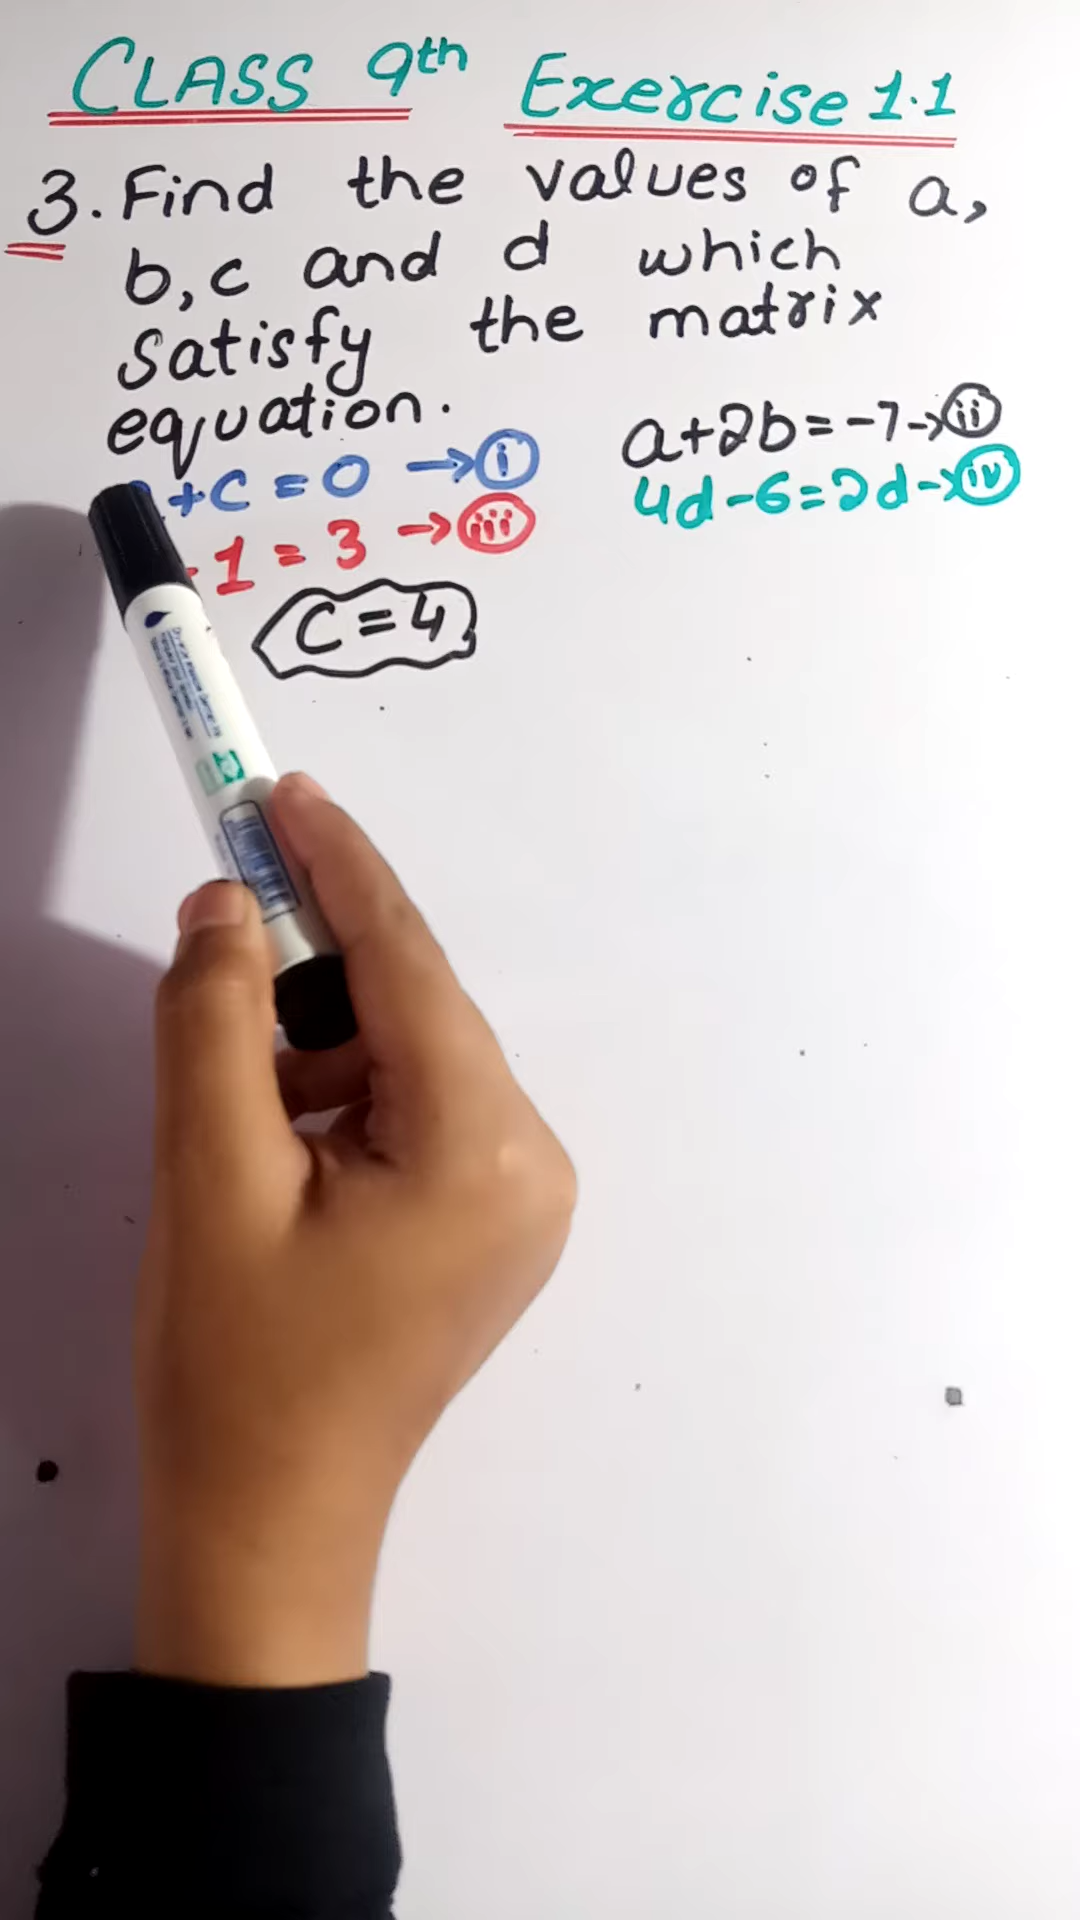 CLASS 9th Exercise 1.1
3. Find the values of a,
b, c and d which
satisfy the matrix
equation.
a+2b=-7→(ii)
+c=0→(i)
4d-6=2d→(iv)
-1=3→(iii)
c=4